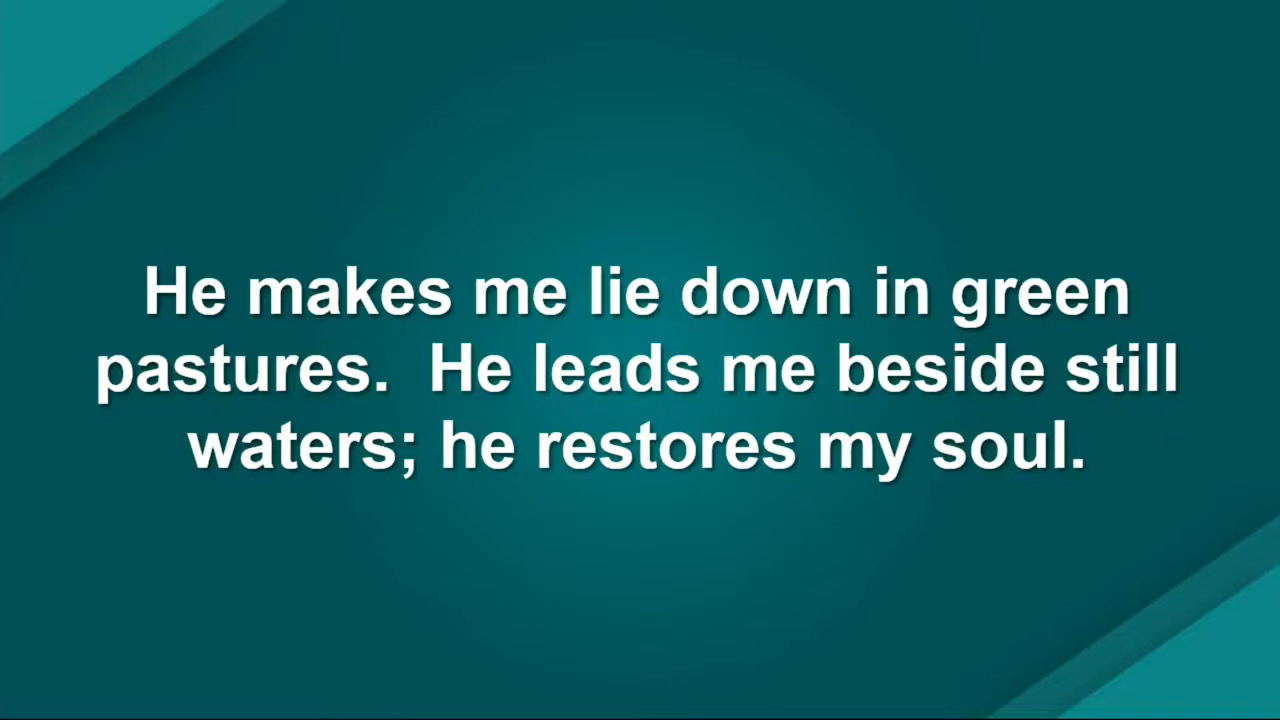 He makes me lie down in green
pastures.  He leads me beside still
waters; he restores my soul.